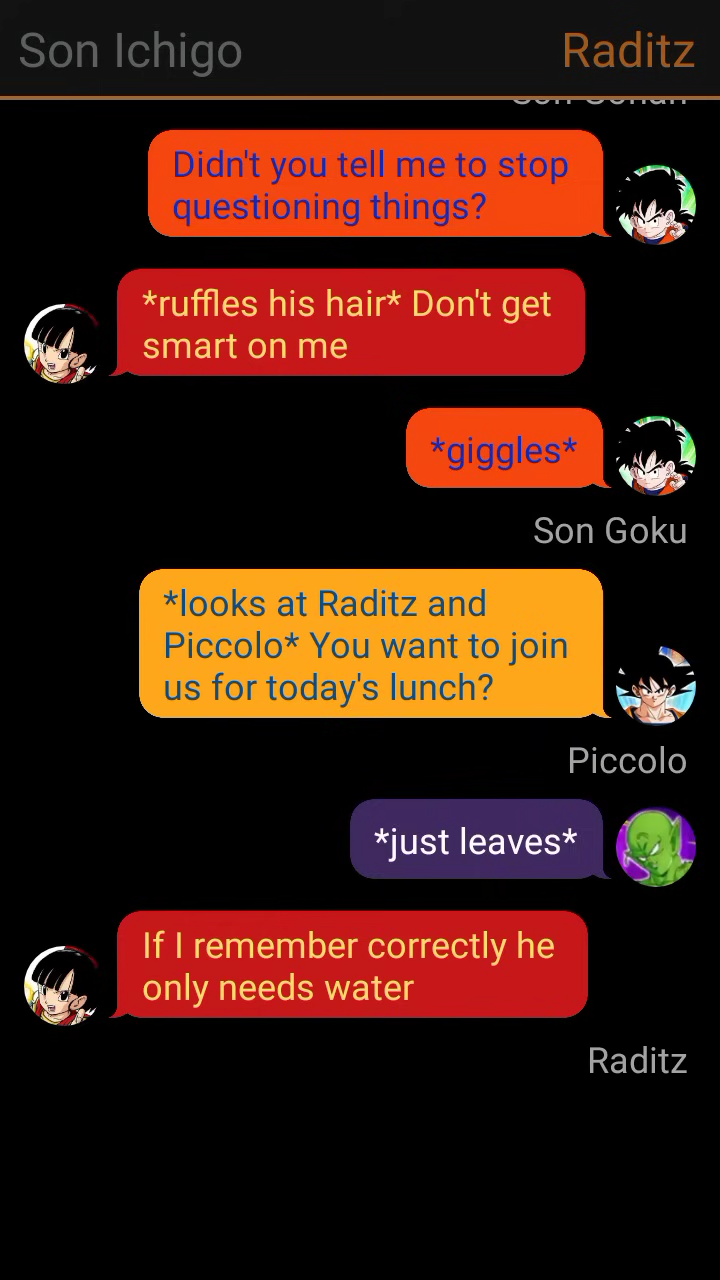 Son Ichigo
Raditz
Son Gohan
Didn't you tell me to stop
questioning things?
*ruffles his hair* Don't get
smart on me
*giggles*
Son Goku
*looks at Raditz and
Piccolo* You want to join
us for today's lunch?
Piccolo
*just leaves*
If I remember correctly he
only needs water
Raditz